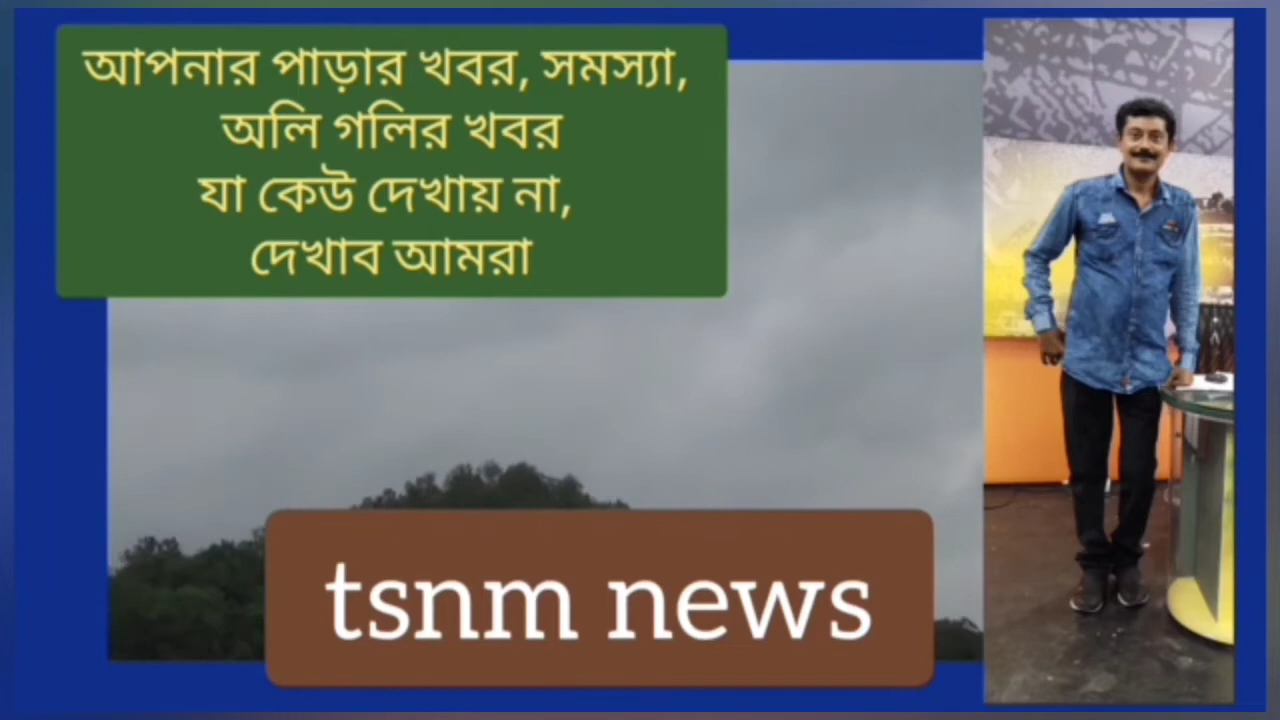 আপনার পাড়ার খবর, সমস্যা,
অলি গলির খবর
যা কেউ দেখায় না,
দেখাব আমরা
tsnm news